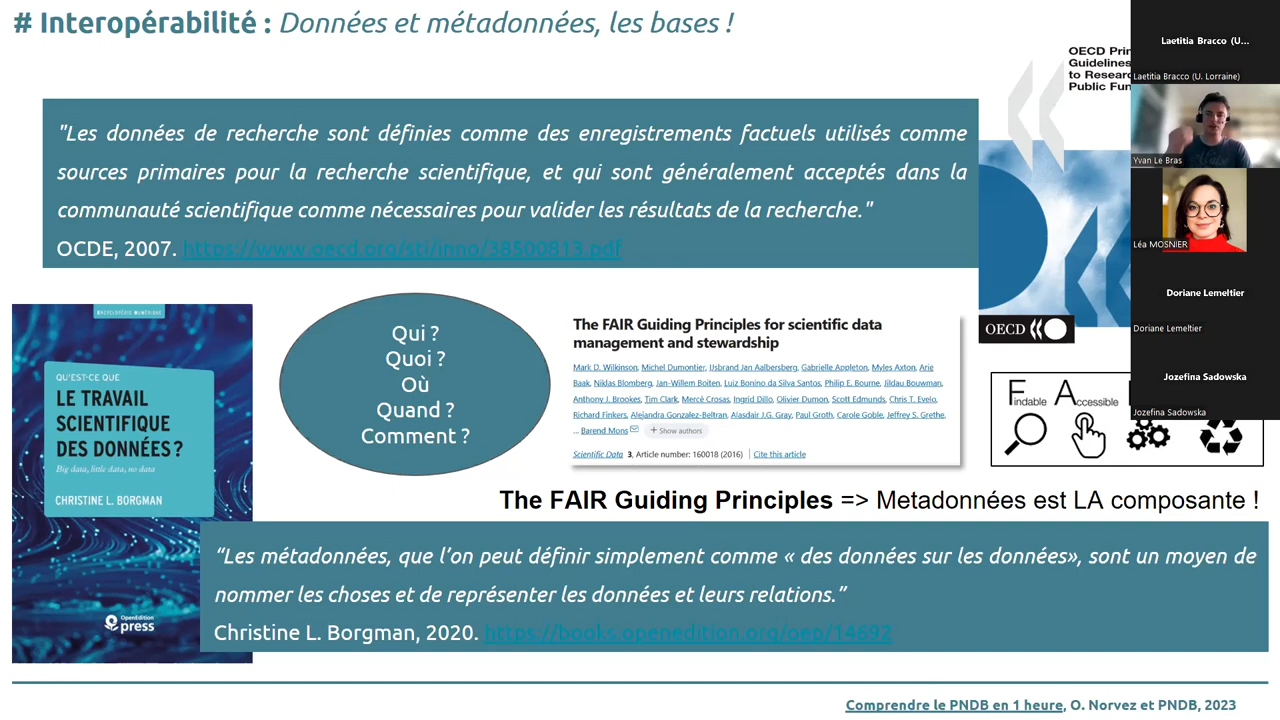 # Interopérabilité : Données et métadonnées, les bases !
"Les données de recherche sont définies comme des enregistrements factuels utilisés comme
sources primaires pour la recherche scientifique, et qui sont généralement acceptés dans la
communauté scientifique comme nécessaires pour valider les résultats de la recherche."
OCDE, 2007. https://www.oecd.org/sti/inno/38500813.pdf
OECD Prin
Guidelines
to Research
Public Fun
OECD
Laetitia Bracco (U...
Laetitia Bracco (U. Lorraine)
Yvan Le Bras
Léa MOSNIER
Doriane Lemeltier
Doriane Lemeltier
Jozefina Sadowska
Jozefina Sadowska
ENCYCLOPÉDIE NUMÉRIQUE
QU'EST-CE QUE
LE TRAVAIL
SCIENTIFIQUE
DES DONNÉES ?
Big data, little data, no data
CHRISTINE L. BORGMAN
OpenEdition
press
Qui ?
Quoi ?
Où
Quand ?
Comment ?
The FAIR Guiding Principles for scientific data
management and stewardship
Mark D. Wilkinson, Michel Dumontier, IJsbrand Jan Aalbersberg, Gabrielle Appleton, Myles Axton, Arie
Baak, Niklas Blomberg, Jan-Willem Boiten, Luiz Bonino da Silva Santos, Philip E. Bourne, Jildau Bouwman,
Anthony J. Brookes, Tim Clark, Mercè Crosas, Ingrid Dillo, Olivier Dumon, Scott Edmunds, Chris T. Evelo,
Richard Finkers, Alejandra Gonzalez-Beltran, Alasdair J.G. Gray, Paul Groth, Carole Goble, Jeffrey S. Grethe,
... Barend Mons + Show authors
Scientific Data 3, Article number: 160018 (2016) | Cite this article
Findable Accessible
The FAIR Guiding Principles => Metadonnées est LA composante !
“Les métadonnées, que l’on peut définir simplement comme « des données sur les données», sont un moyen de
nommer les choses et de représenter les données et leurs relations.”
Christine L. Borgman, 2020. https://books.openedition.org/oep/14692
Comprendre le PNDB en 1 heure, O. Norvez et PNDB, 2023